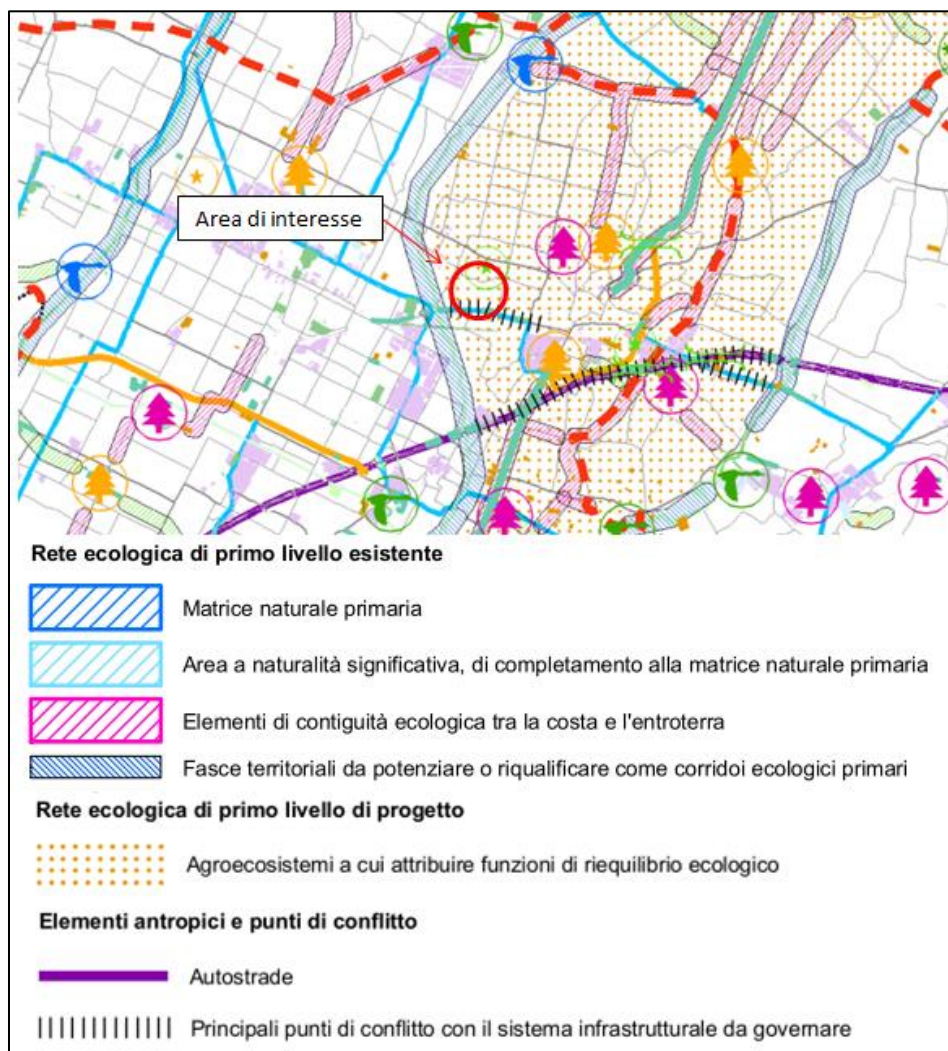 Area di interesse
Rete ecologica di primo livello esistente
Matrice naturale primaria
Area a naturalità significativa, di completamento alla matrice naturale primaria
Elementi di contiguità ecologica tra la costa e l'entroterra
Fasce territoriali da potenziare o riqualificare come corridoi ecologici primari
Rete ecologica di primo livello di progetto
Agroecosistemi a cui attribuire funzioni di riequilibrio ecologico
Elementi antropici e punti di conflitto
Autostrade
Principali punti di conflitto con il sistema infrastrutturale da governare